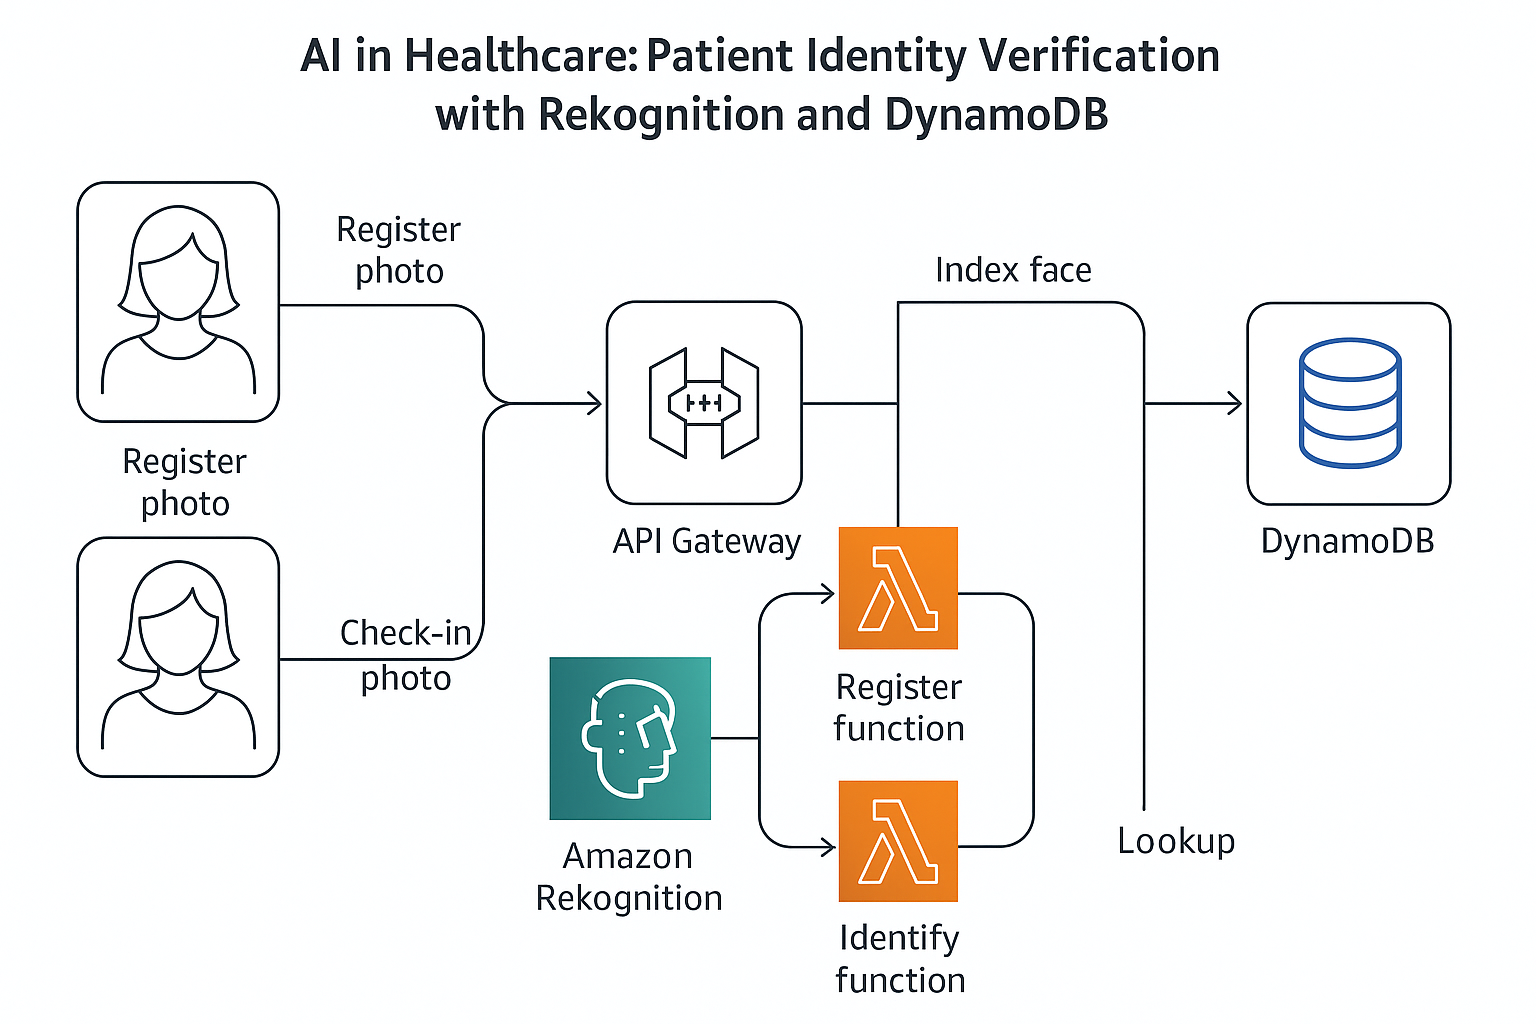 AI in Healthcare: Patient Identity Verification
with Rekognition and DynamoDB
Register
photo
Index face
Register
photo
API Gateway
DynamoDB
Check-in
photo
Register
function
Lookup
Amazon
Rekognition
Identify
function